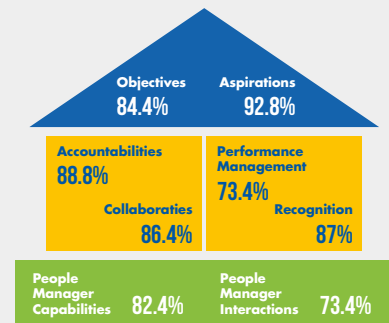 Objectives Aspirations
84.4% 92.8%
Accountabilities
88.8%
Collaboraties
86.4%
Performance
Management
73.4%
Recognition
87%
People
Manager
Capabilities 82.4%
People
Manager
Interactions 73.4%